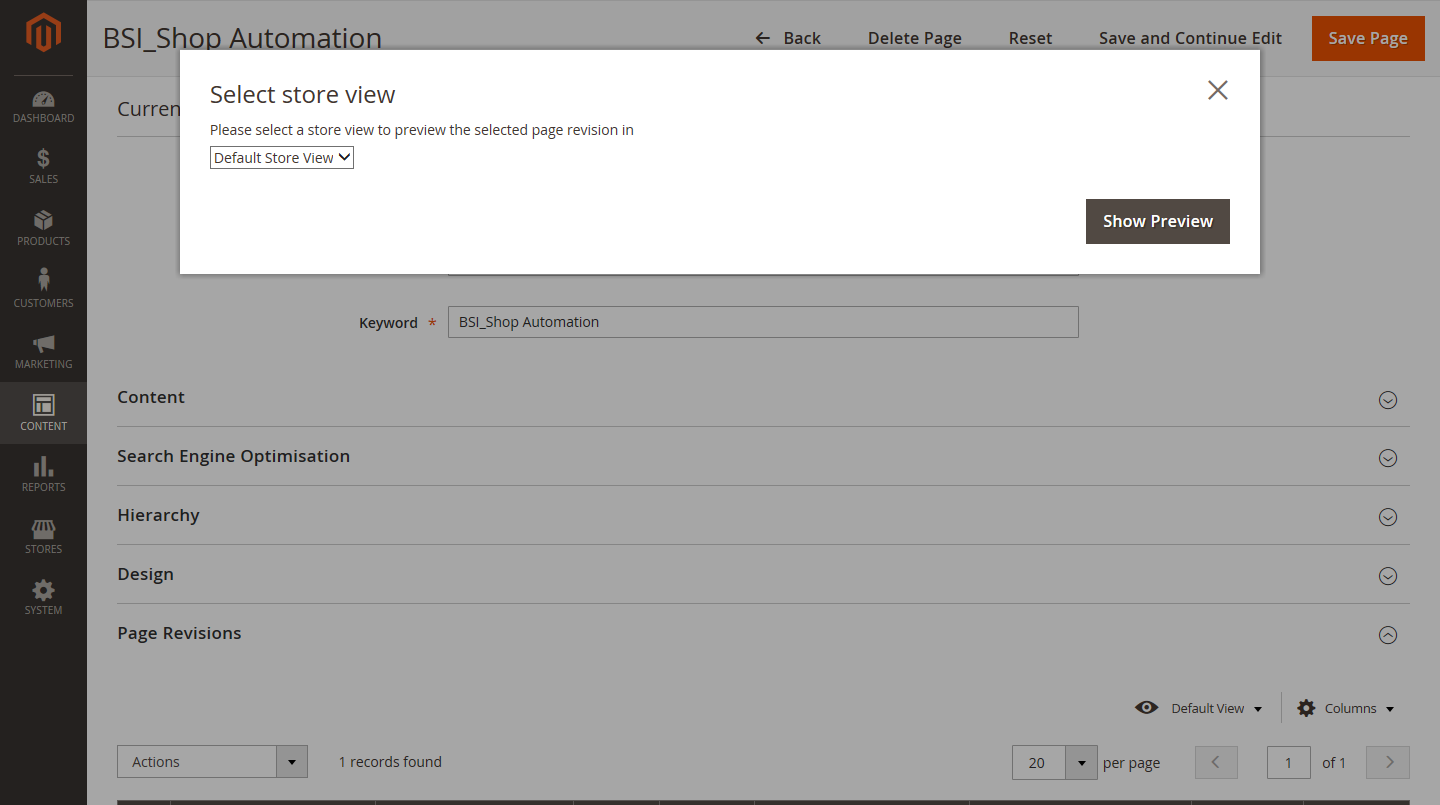 BSI_Shop Automation
Back
Delete Page
Reset
Save and Continue Edit
Save Page
DASHBOARD
SALES
PRODUCTS
CUSTOMERS
MARKETING
CONTENT
REPORTS
STORES
SYSTEM
Select store view
Please select a store view to preview the selected page revision in
Default Store View
Show Preview
Keyword * BSI_Shop Automation
Content
Search Engine Optimisation
Hierarchy
Design
Page Revisions
Default View
Columns
Actions
1 records found
20 per page
1 of 1